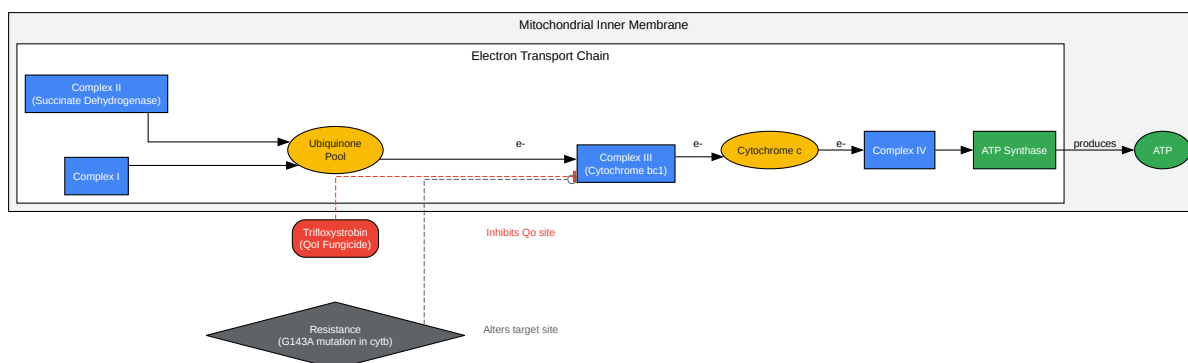 Mitochondrial Inner Membrane
Electron Transport Chain
Complex II
(Succinate Dehydrogenase)
Complex I
Ubiquinone
Pool
e-
Complex III
(Cytochrome bc1)
e-
Cytochrome c
e-
Complex IV
ATP Synthase
produces
ATP
Trifloxystrobin
(QoI Fungicide)
Inhibits Qo site
Resistance
(G143A mutation in cytb)
Alters target site